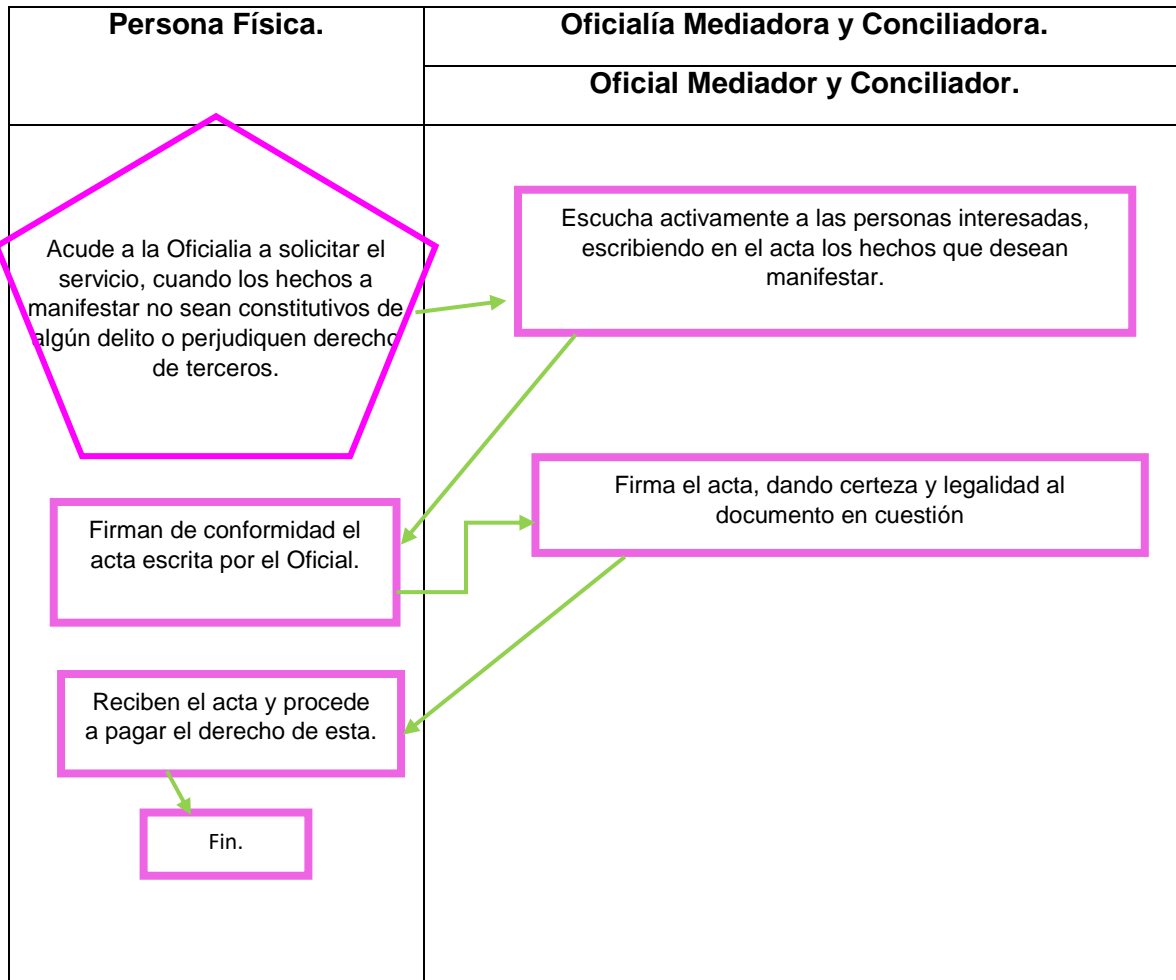 Persona Física.
Oficialía Mediadora y Conciliadora.
Oficial Mediador y Conciliador.
Acude a la Oficialia a solicitar el
servicio, cuando los hechos a
manifestar no sean constitutivos de
algún delito o perjudiquen derecho
de terceros.
Escucha activamente a las personas interesadas,
escribiendo en el acta los hechos que desean
manifestar.
Firman de conformidad el
acta escrita por el Oficial.
Firma el acta, dando certeza y legalidad al
documento en cuestión
Reciben el acta y procede
a pagar el derecho de esta.
Fin.